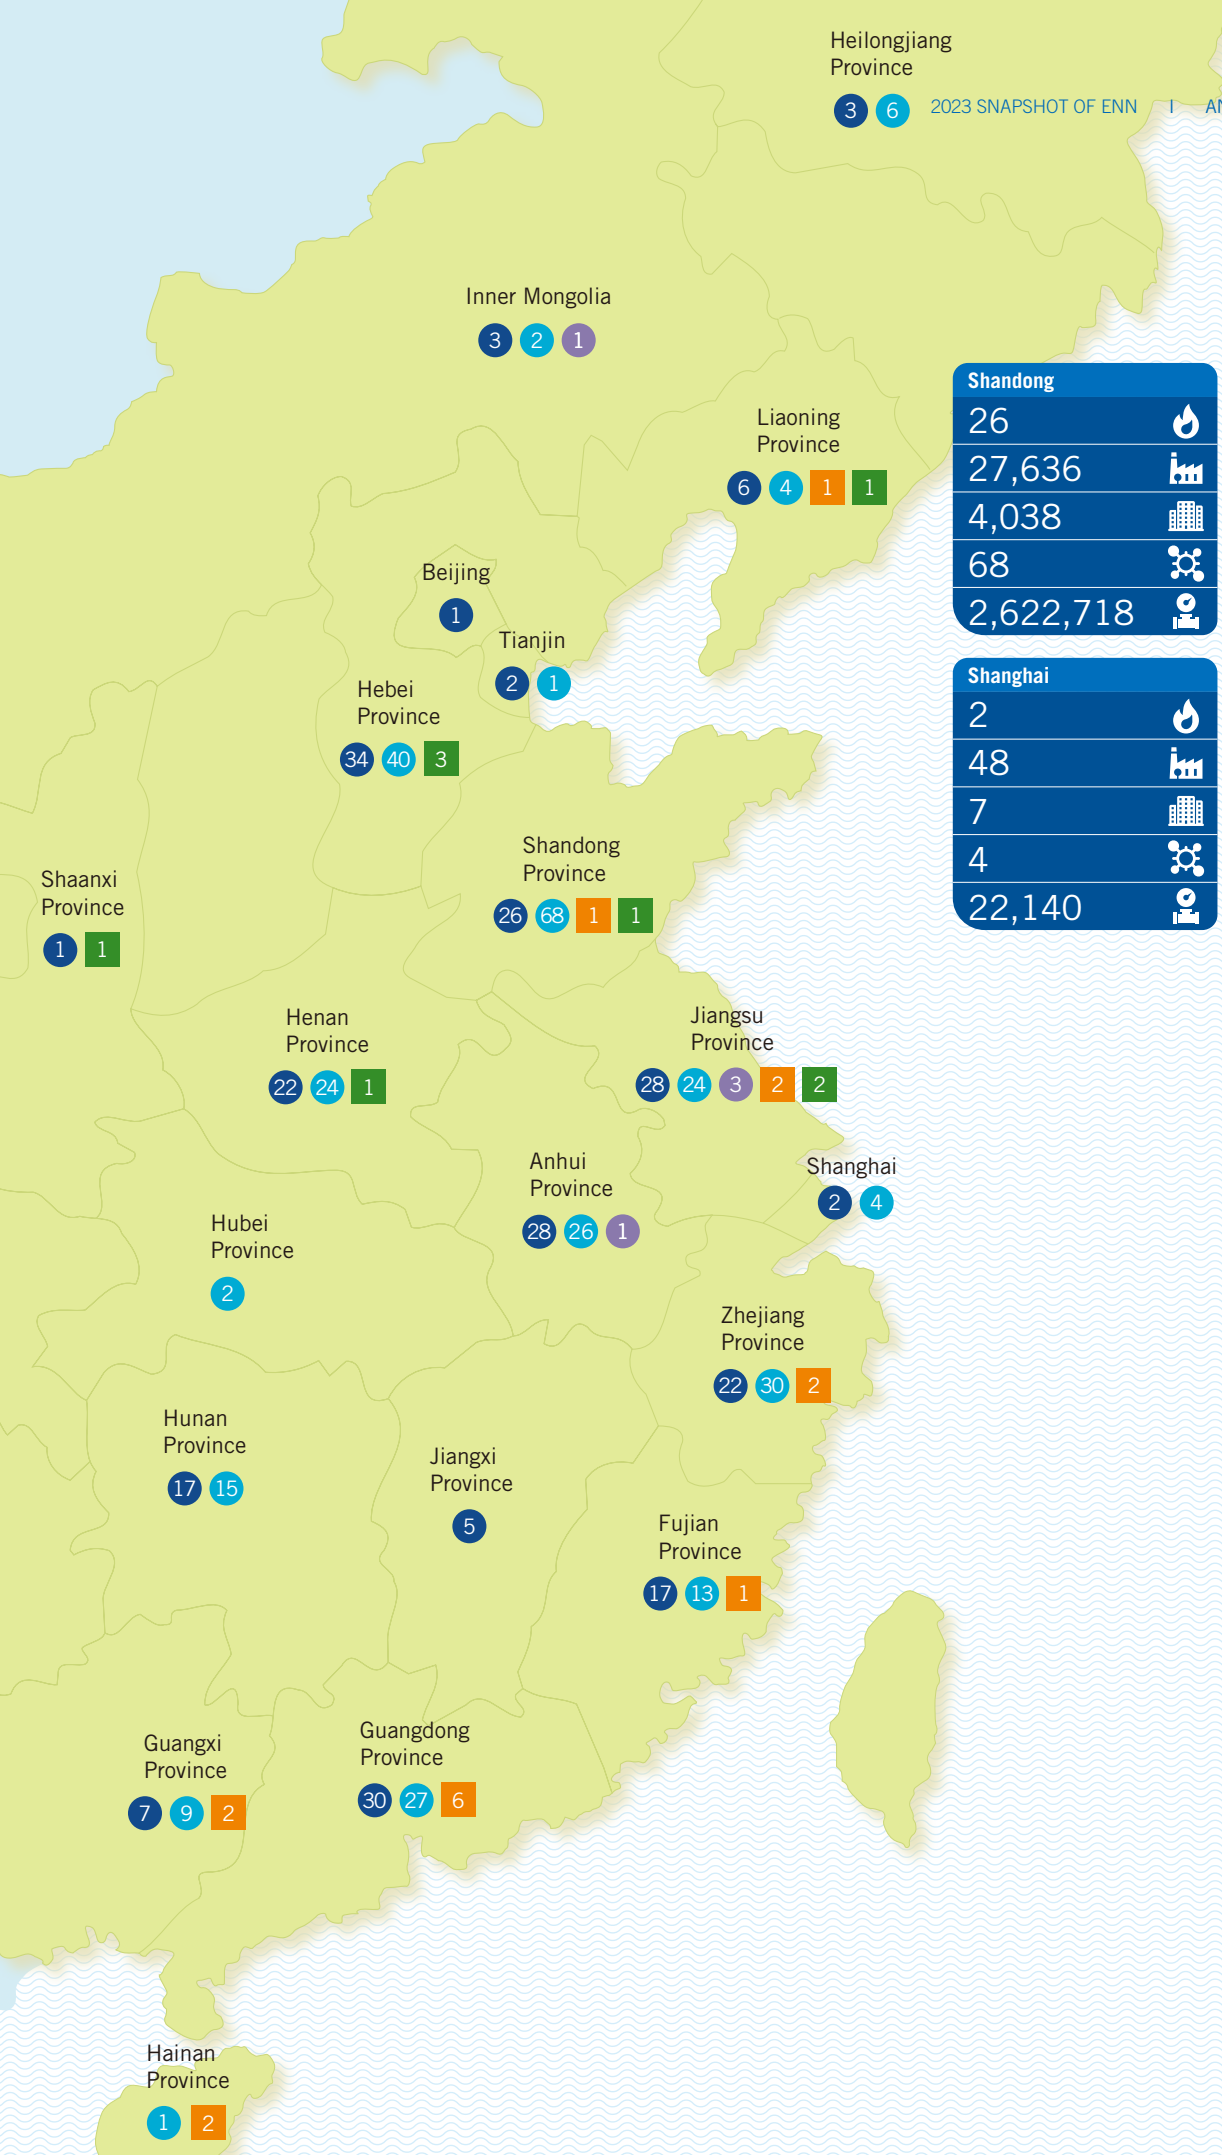 Heilongjiang
Province
3 6
2023 SNAPSHOT OF ENN I AN
Inner Mongolia
3 2 1
Liaoning
Province
6 4 1 1
Shandong
26
27,636
4,038
68
2,622,718
Beijing
1
Tianjin
2 1
Hebei
Province
34 40 3
Shanghai
2
48
7
4
22,140
Shandong
Province
26 68 1 1
Shaanxi
Province
1 1
Henan
Province
22 24 1
Jiangsu
Province
28 24 3 2 2
Anhui
Province
28 26 1
Shanghai
2 4
Hubei
Province
2
Zhejiang
Province
22 30 2
Hunan
Province
17 15
Jiangxi
Province
5
Fujian
Province
17 13 1
Guangxi
Province
7 9 2
Guangdong
Province
30 27 6
Hainan
Province
1 2